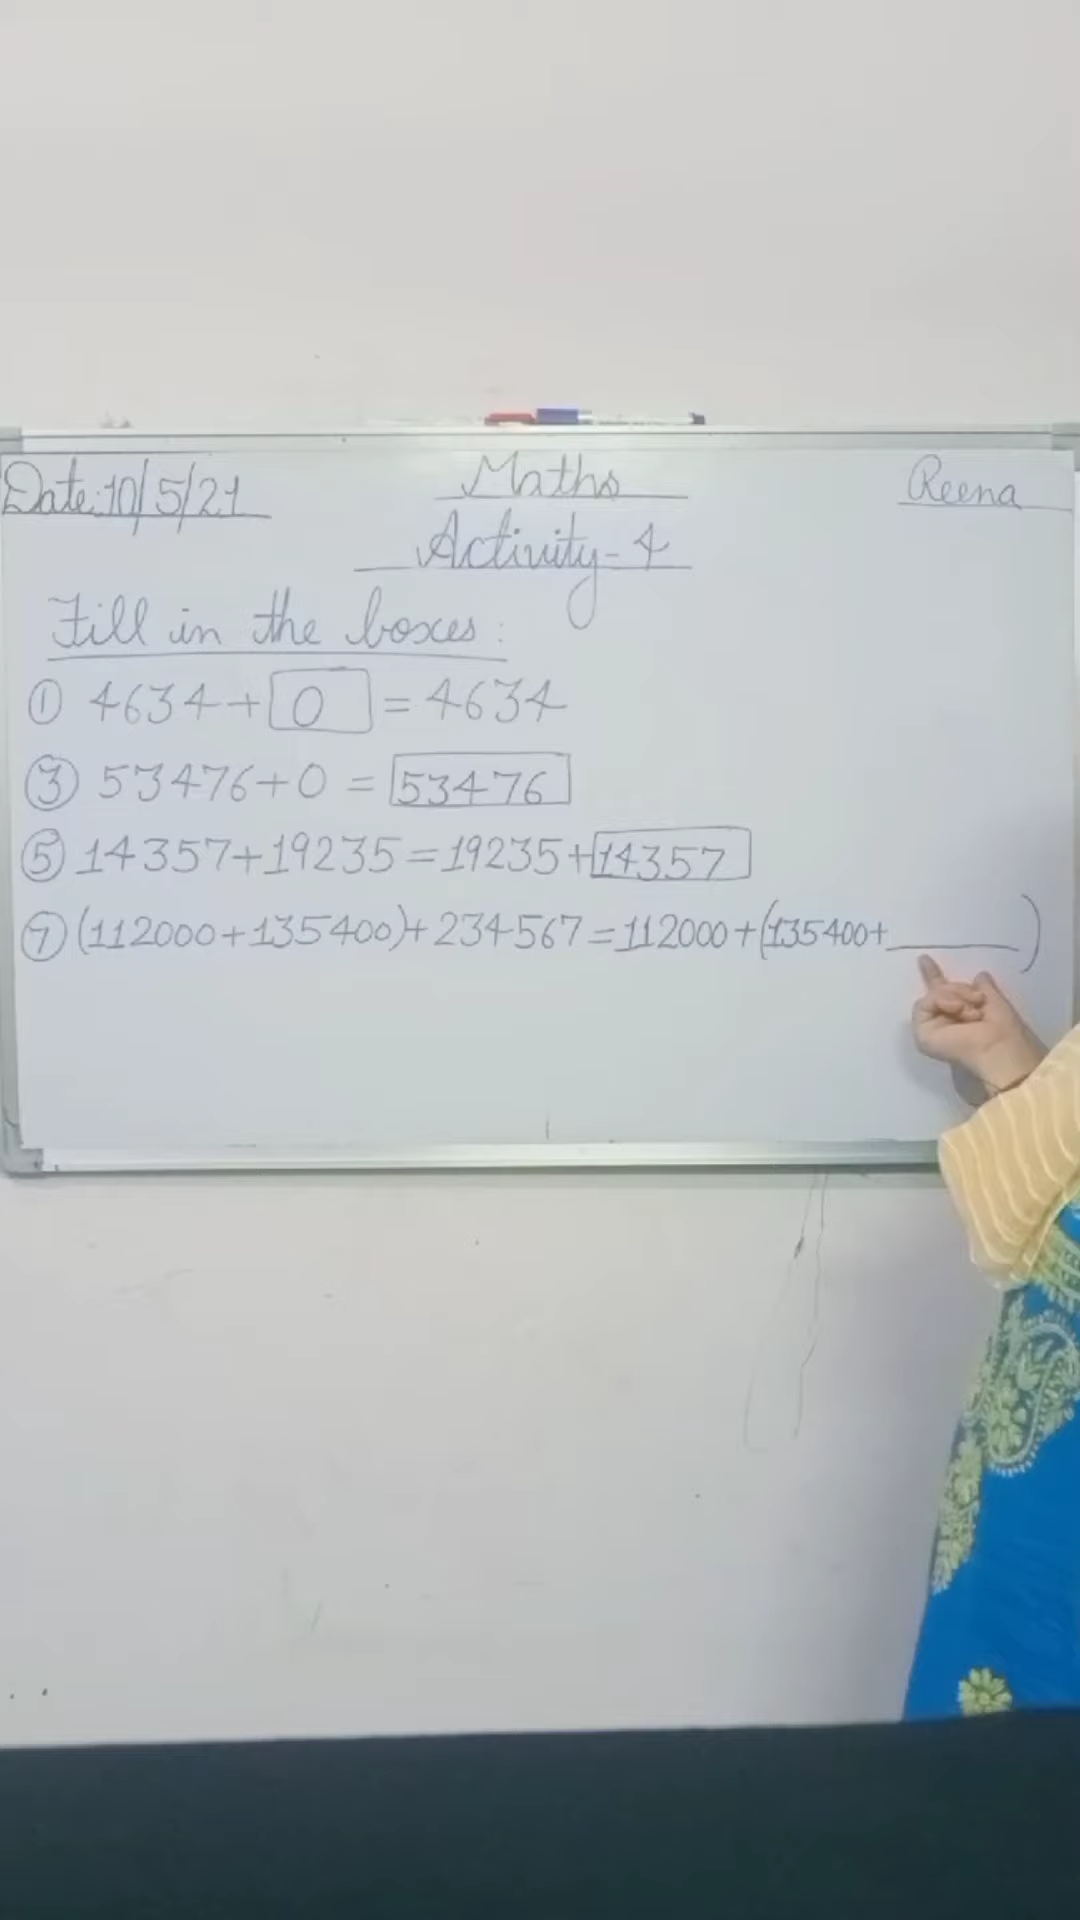 Date:10/5/21 Maths Reena
Activity-4
Fill in the boxes:
① 4634+0=4634
③ 53476+0=53476
⑤ 14357+19235=19235+14357
⑦ (112000+135400)+234567=112000+(135400+______)